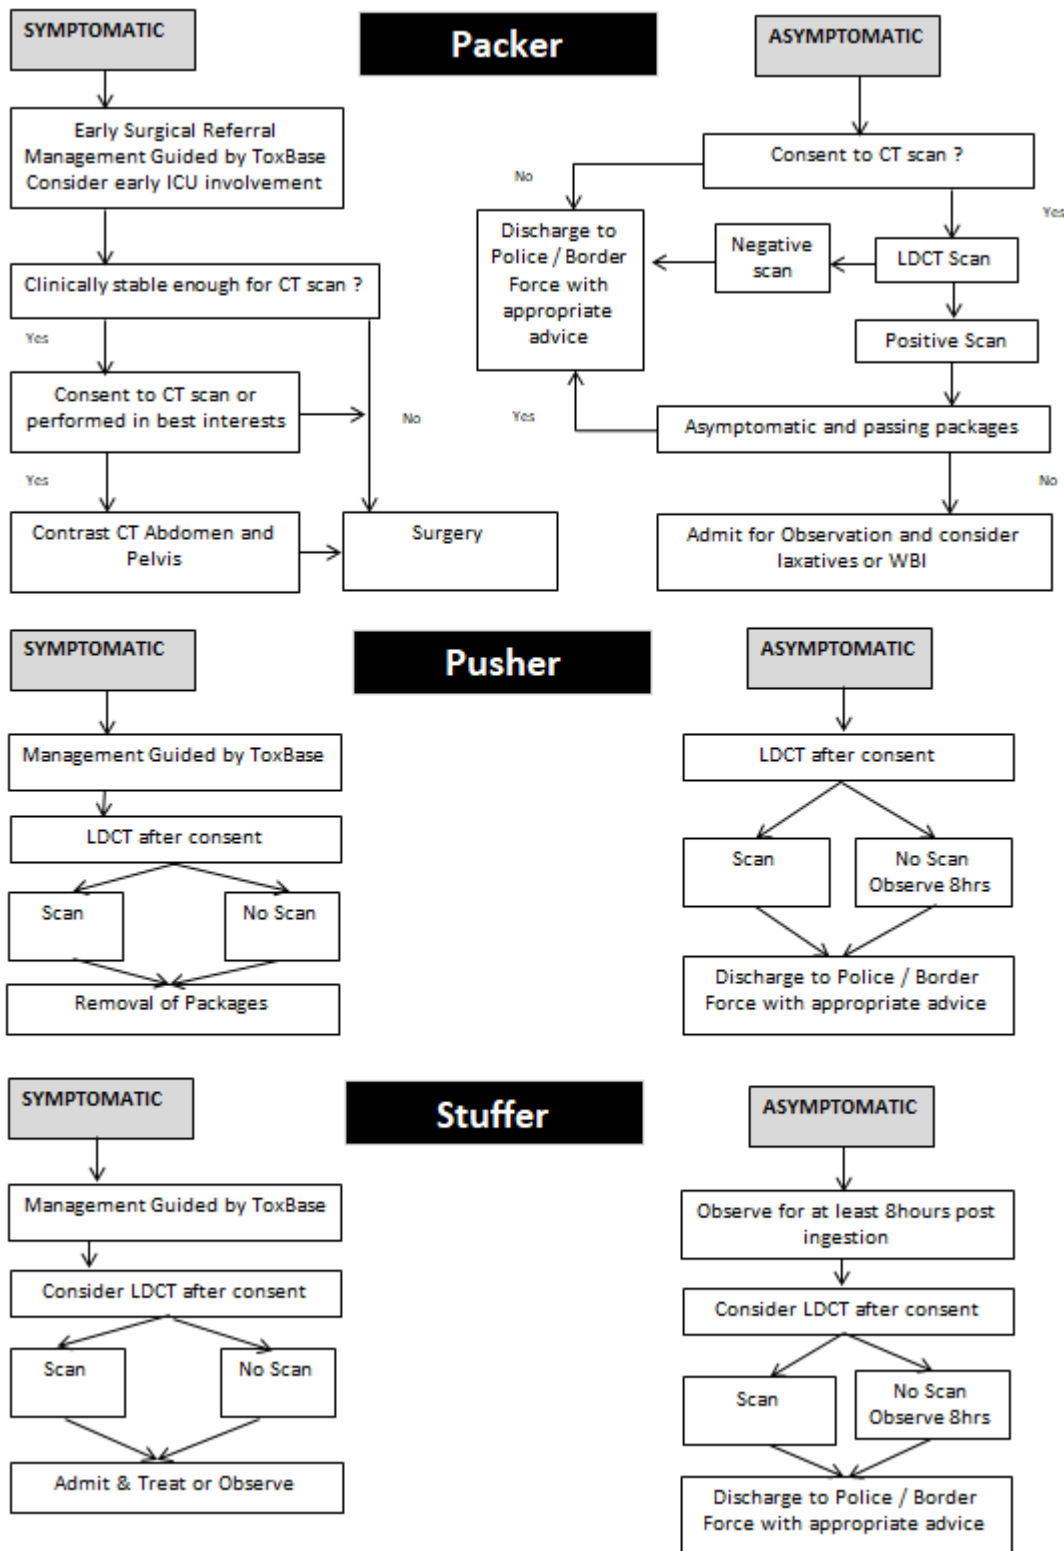 SYMPTOMATIC
Packer
ASYMPTOMATIC
Early Surgical Referral
Management Guided by ToxBase
Consider early ICU involvement
Consent to CT scan ?
No
Yes
Discharge to
Police / Border
Force with
appropriate
advice
Negative
scan
LDCT Scan
Clinically stable enough for CT scan ?
Yes
Positive Scan
Consent to CT scan or
performed in best interests
No
Yes
Asymptomatic and passing packages
Yes
No
Contrast CT Abdomen and
Pelvis
Surgery
Admit for Observation and consider
laxatives or WBI
SYMPTOMATIC
Pusher
ASYMPTOMATIC
Management Guided by ToxBase
LDCT after consent
LDCT after consent
Scan
No Scan
Scan
No Scan
Observe 8hrs
Removal of Packages
Discharge to Police / Border
Force with appropriate advice
SYMPTOMATIC
Stuffer
ASYMPTOMATIC
Management Guided by ToxBase
Observe for at least 8hours post
ingestion
Consider LDCT after consent
Consider LDCT after consent
Scan
No Scan
Scan
No Scan
Observe 8hrs
Admit & Treat or Observe
Discharge to Police / Border
Force with appropriate advice